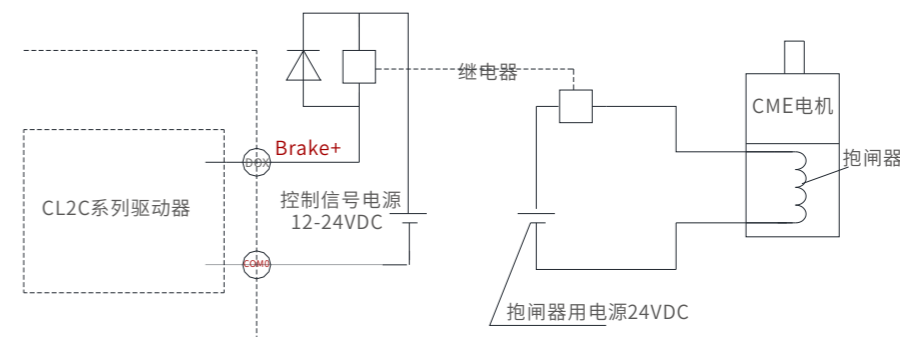 继电器
CME电机
Brake+
DOX
抱闸器
控制信号电源
12-24VDC
CL2C系列驱动器
COM0
抱闸器用电源24VDC